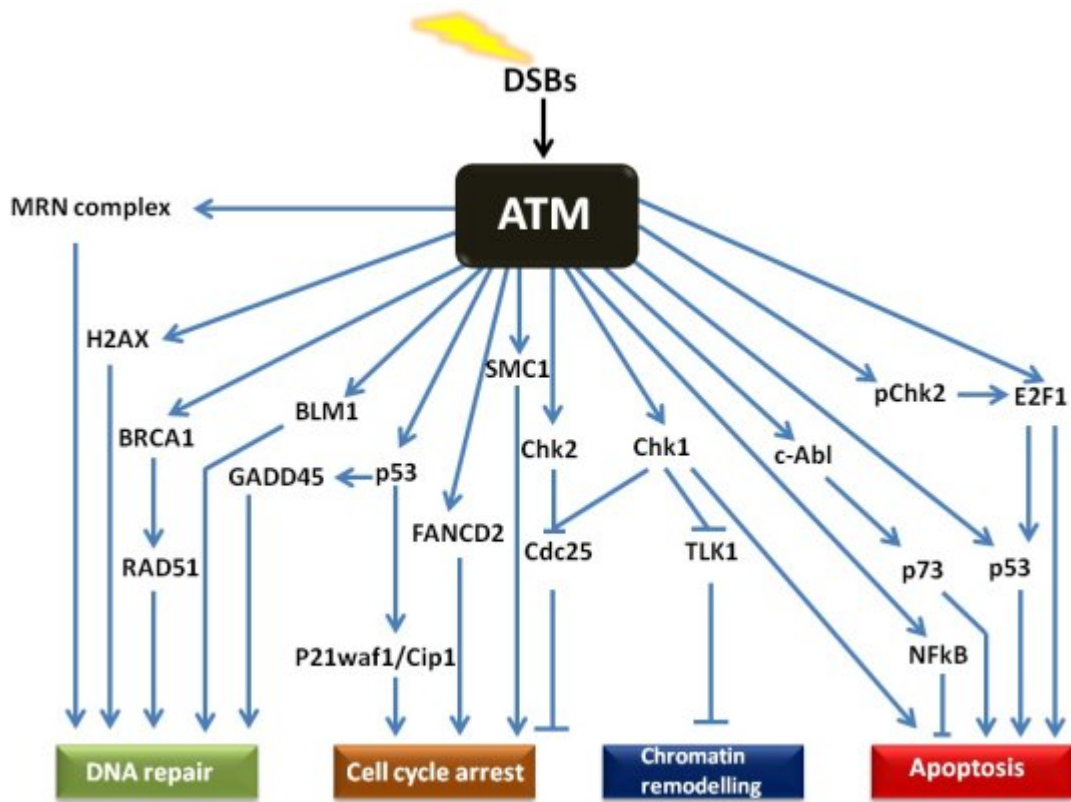 DSBs
ATM
MRN complex
H2AX
SMC1
pChk2
E2F1
BLM1
BRCA1
Chk2
Chk1
c-Abl
GADD45
p53
FANCD2
Cdc25
TLK1
RAD51
p73
p53
P21waf1/Cip1
NFkB
DNA repair
Cell cycle arrest
Chromatin
remodelling
Apoptosis